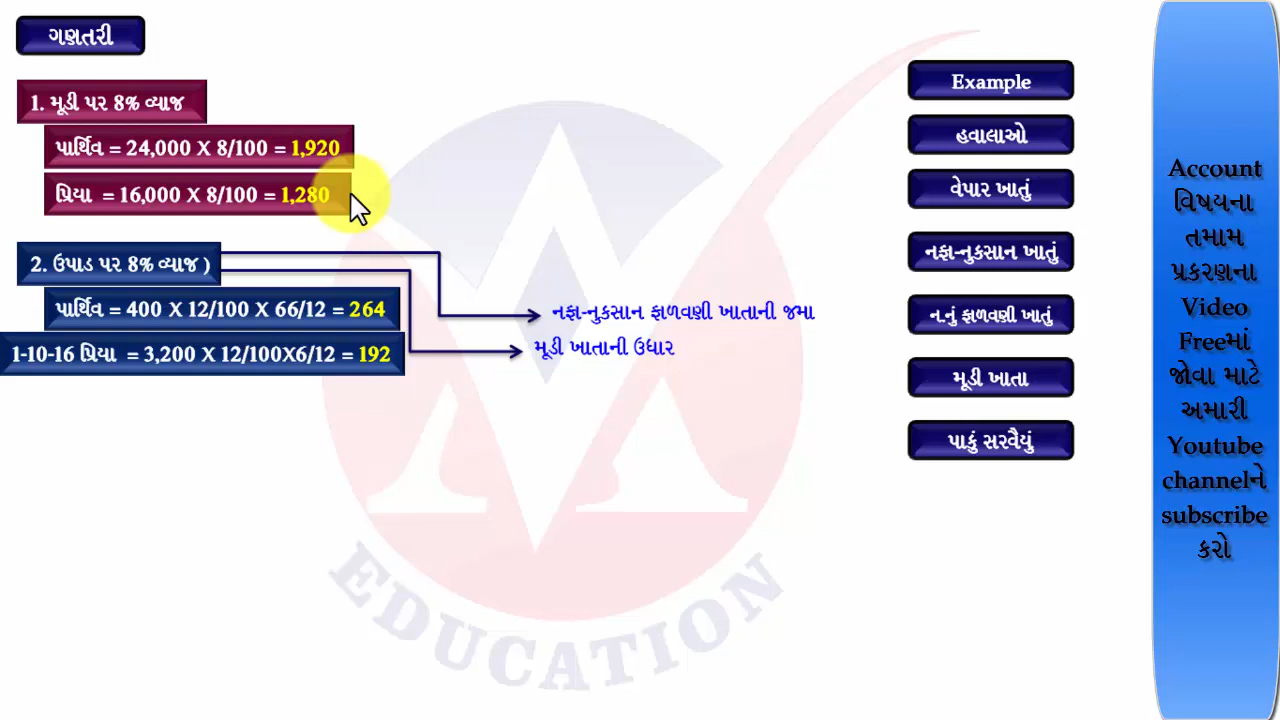 ગણતરી
1. મૂડી પર 8% વ્યાજ
પાર્થિવ = 24,000 X 8/100 = 1,920
પ્રિયા = 16,000 X 8/100 = 1,280
2. ઉપાડ પર 8% વ્યાજ )
પાર્થિવ = 400 X 12/100 X 66/12 = 264
1-10-16 પ્રિયા = 3,200 X 12/100X6/12 = 192
નફા-નુકસાન ફાળવણી ખાતાની જમા
મૂડી ખાતાની ઉધાર
Example
હવાલાઓ
વેપાર ખાતું
નફા-નુકસાન ખાતું
ન.નું ફાળવણી ખાતું
મૂડી ખાતા
પાકું સરવૈયું
Account
વિષયના
તમામ
પ્રકરણના
Video
Freeમાં
જોવા માટે
અમારી
Youtube
channelને
subscribe
કરો
EDUCATION